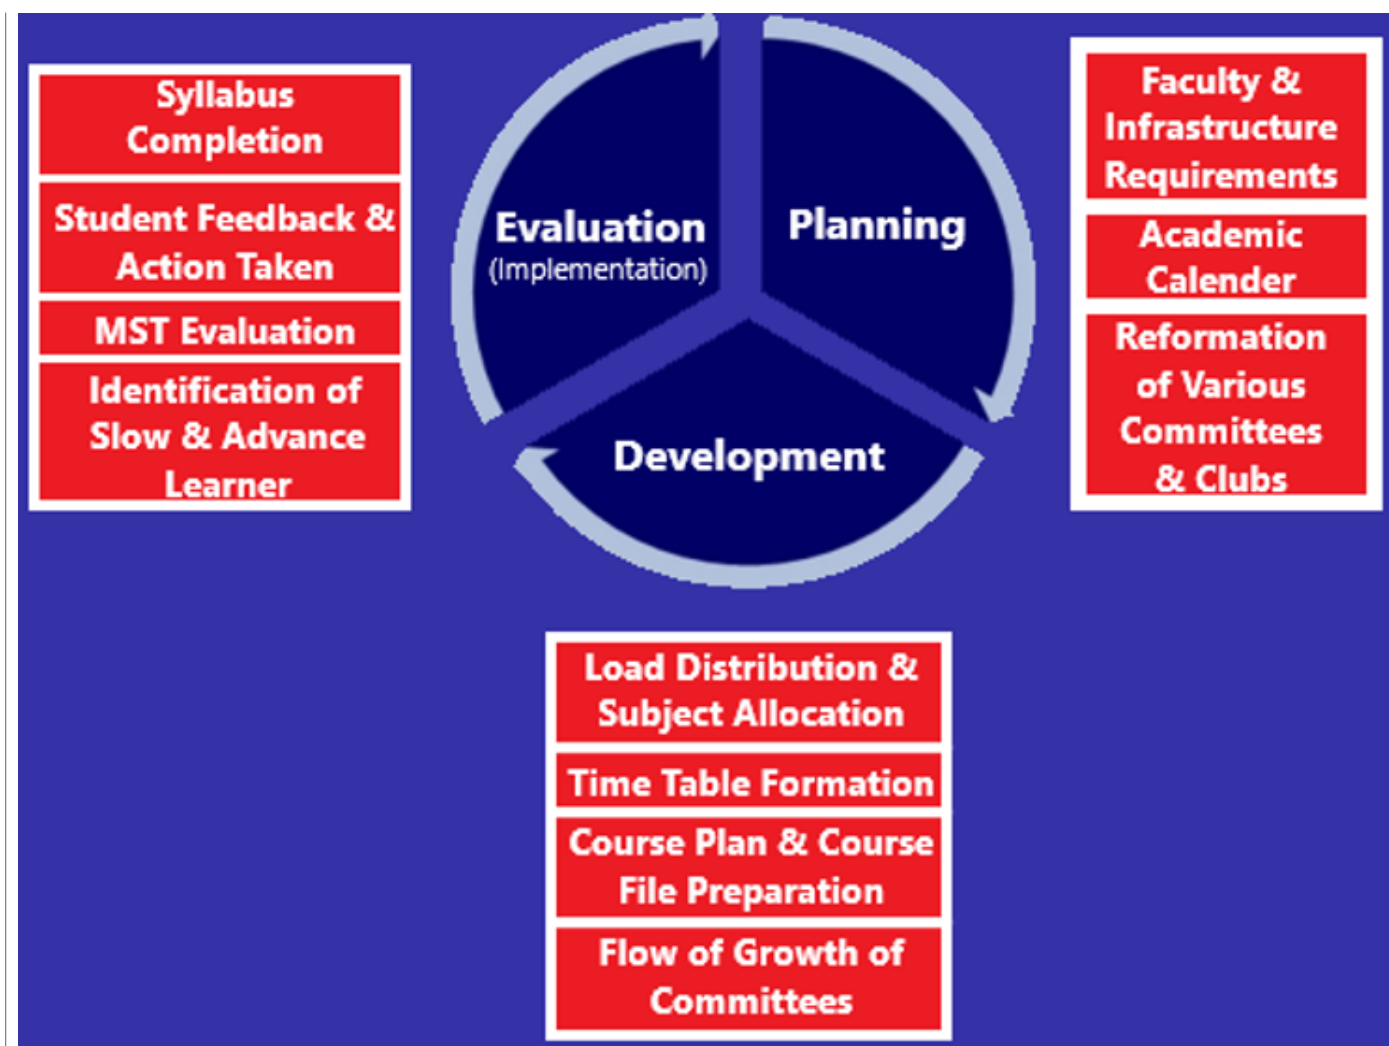 Syllabus
Completion
Student Feedback &
Action Taken
MST Evaluation
Identification of
Slow & Advance
Learner
Evaluation
(Implementation)
Planning
Development
Faculty &
Infrastructure
Requirements
Academic
Calender
Reformation
of Various
Committees
& Clubs
Load Distribution &
Subject Allocation
Time Table Formation
Course Plan & Course
File Preparation
Flow of Growth of
Committees